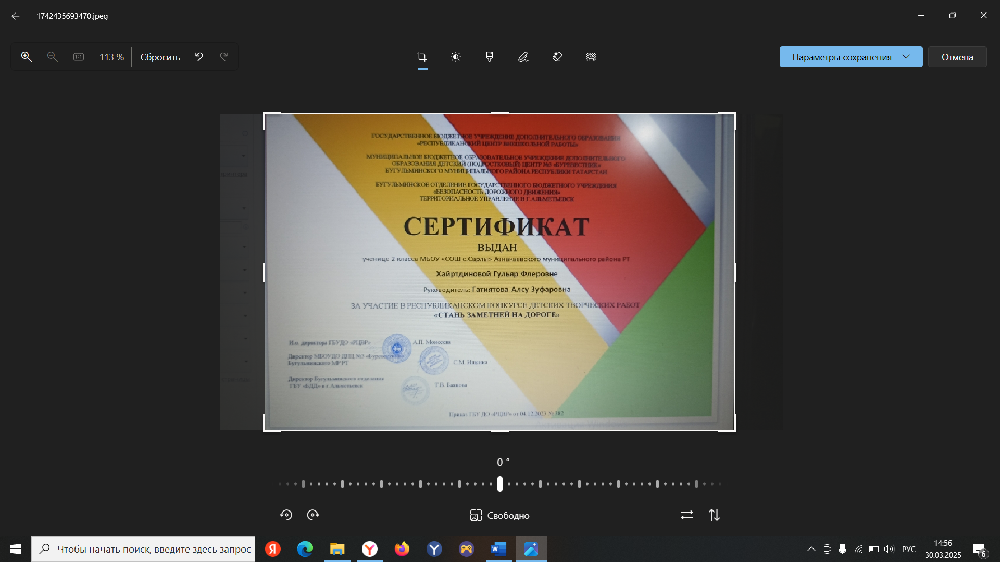 1742435693470.jpeg
113 %
Сбросить
Параметры сохранения
Отмена
ГОСУДАРСТВЕННОЕ БЮДЖЕТНОЕ УЧРЕЖДЕНИЕ ДОПОЛНИТЕЛЬНОГО ОБРАЗОВАНИЯ
«РЕСПУБЛИКАНСКИЙ ЦЕНТР ВНЕШКОЛЬНОЙ РАБОТЫ»
МУНИЦИПАЛЬНОЕ БЮДЖЕТНОЕ ОБРАЗОВАТЕЛЬНОЕ УЧРЕЖДЕНИЕ ДОПОЛНИТЕЛЬНОГО
ОБРАЗОВАНИЯ ДЕТСКИЙ (ПОДРОСТКОВЫЙ) ЦЕНТР №3 «БУРЕВЕСТНИК»
БУГУЛЬМИНСКОГО МУНИЦИПАЛЬНОГО РАЙОНА РЕСПУБЛИКИ ТАТАРСТАН
БУГУЛЬМИНСКОЕ ОТДЕЛЕНИЕ ГОСУДАРСТВЕННОГО БЮДЖЕТНОГО УЧРЕЖДЕНИЯ
«БЕЗОПАСНОСТЬ ДОРОЖНОГО ДВИЖЕНИЯ»
ТЕРРИТОРИАЛЬНОЕ УПРАВЛЕНИЕ В Г.АЛЬМЕТЬЕВСК
СЕРТИФИКАТ
ВЫДАН
ученице 2 класса МБОУ «СОШ с.Сарлы» Азнакаевского муниципального района РТ
Хайртдиновой Гульяр Флеровне
Руководитель: Гатиятова Алсу Зуфаровна
ЗА УЧАСТИЕ В РЕСПУБЛИКАНСКОМ КОНКУРСЕ ДЕТСКИХ ТВОРЧЕСКИХ РАБОТ
«СТАНЬ ЗАМЕТНЕЙ НА ДОРОГЕ»
И.о. директора ГБУДО «РЦВР» А.П. Моисеева
Директор МБОУДО ДПЦ №3 «Буревестник»
Бугульминского МР РТ С.М. Ищенко
Директор Бугульминского отделения
ГБУ «БДД» в г.Альметьевск Т.В. Баянова
Приказ ГБУ ДО «РЦВР» от 04.12.2023 № 382
0 °
Свободно
Чтобы начать поиск, введите здесь запрос
РУС
14:56
30.03.2025
6